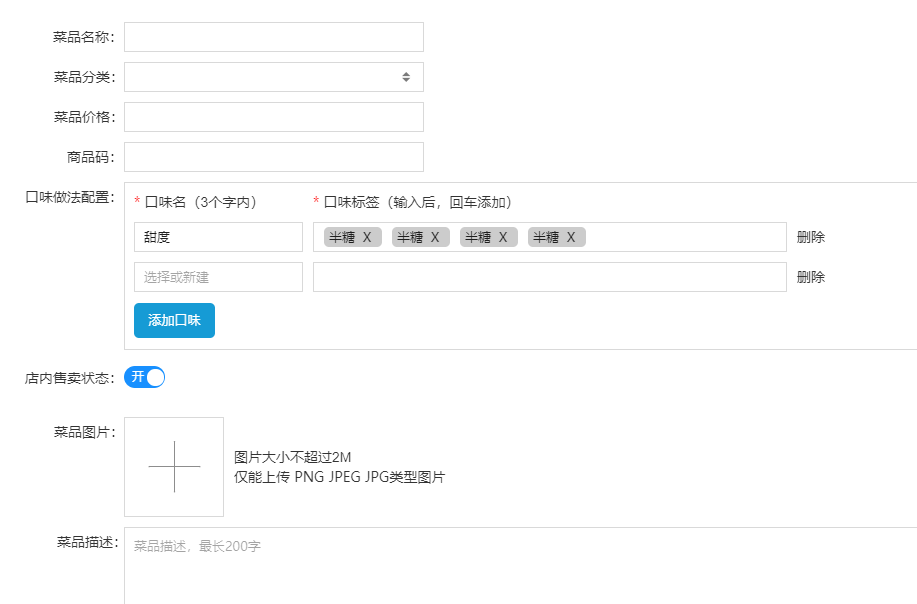 菜品名称：
菜品分类：
菜品价格：
商品码：
口味做法配置：
* 口味名（3个字内） * 口味标签（输入后，回车添加）
甜度 半糖 X 半糖 X 半糖 X 半糖 X 删除
选择或新建 删除
添加口味
店内售卖状态： 开
菜品图片：
图片大小不超过2M
仅能上传 PNG JPEG JPG类型图片
菜品描述：
菜品描述，最长200字